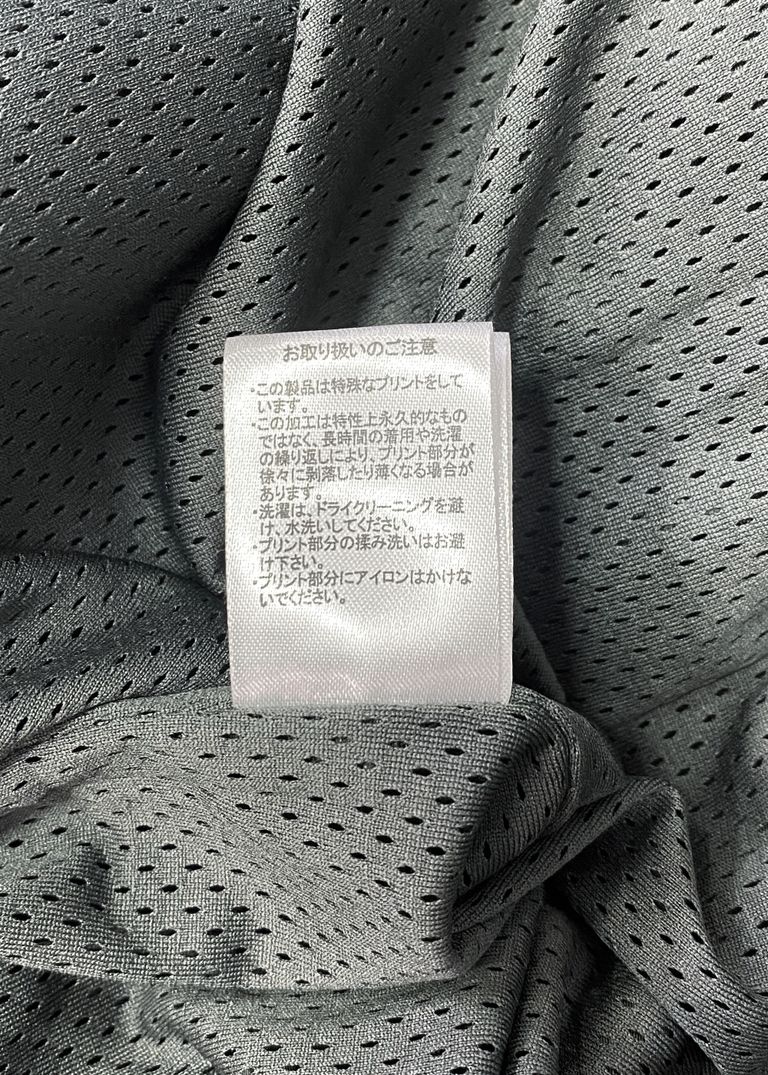 お取り扱いのご注意
・この製品は特殊なプリントをして
います。
・この加工は特性上永久的なもの
ではなく、長時間の着用や洗濯
の繰り返しにより、プリント部分が
徐々に剥落したり薄くなる場合が
あります。
・洗濯は、ドライクリーニングを避
け、水洗いしてください。
・プリント部分の揉み洗いはお避
け下さい。
・プリント部分にアイロンはかけな
いでください。